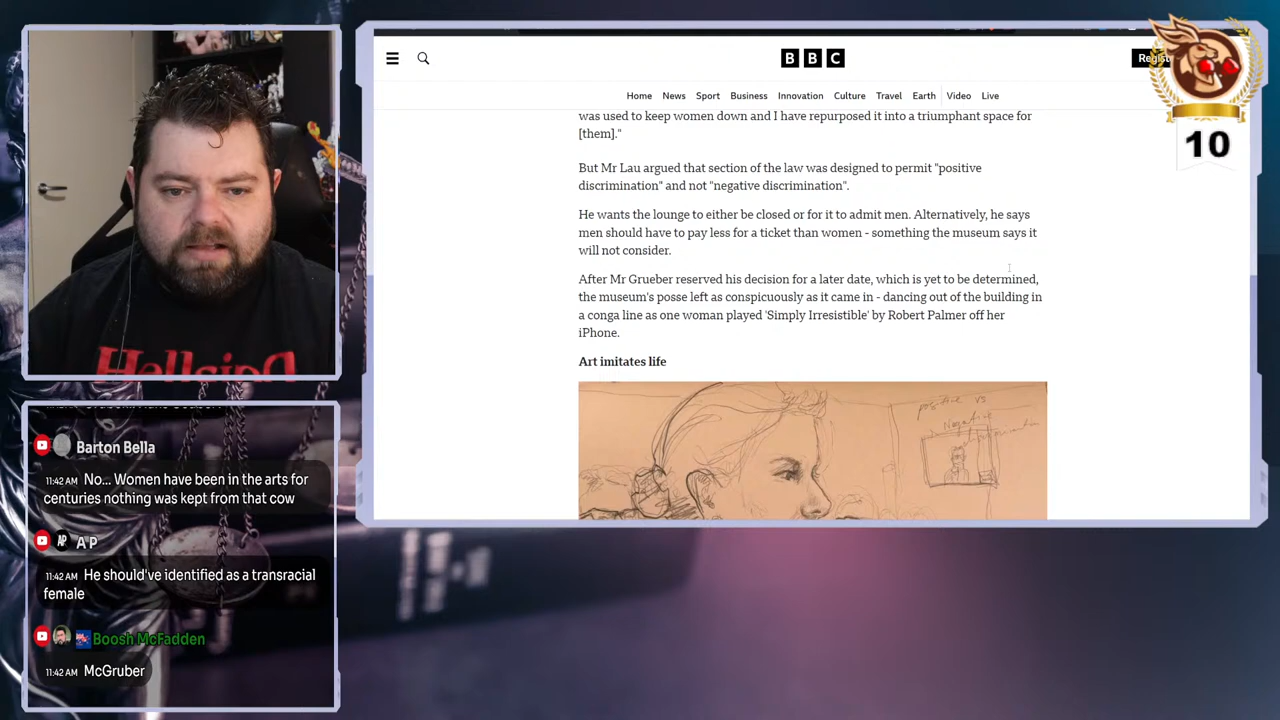 BBC
Home News Sport Business Innovation Culture Travel Earth Video Live
was used to keep women down and I have repurposed it into a triumphant space for
[them]."
But Mr Lau argued that section of the law was designed to permit "positive
discrimination" and not "negative discrimination".
He wants the lounge to either be closed or for it to admit men. Alternatively, he says
men should have to pay less for a ticket than women - something the museum says it
will not consider.
After Mr Grueber reserved his decision for a later date, which is yet to be determined,
the museum's posse left as conspicuously as it came in - dancing out of the building in
a conga line as one woman played 'Simply Irresistible' by Robert Palmer off her
iPhone.
Art imitates life
positive vs
Negative
10
Barton Bella
11:42 AM No... Women have been in the arts for
centuries nothing was kept from that cow
AP A P
11:42 AM He should've identified as a transracial
female
Boosh McFadden
11:42 AM McGruber